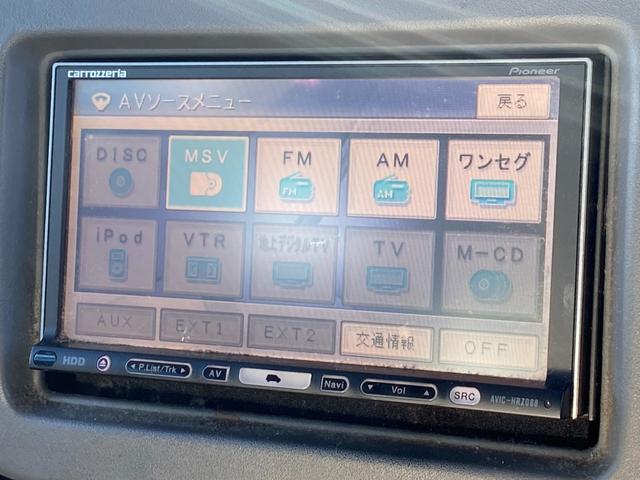 carrozzeria
Pioneer
AVソースメニュー
戻る
DISC
MSV
FM
AM
ワンセグ
FM
AM
iPod
VTR
地上デジタルTV
TV
M-CD
AUX
EXT1
EXT2
交通情報
OFF
HDD
P.List/Trk
AV
Navi
Vol
SRC
AVIC-HRZ088